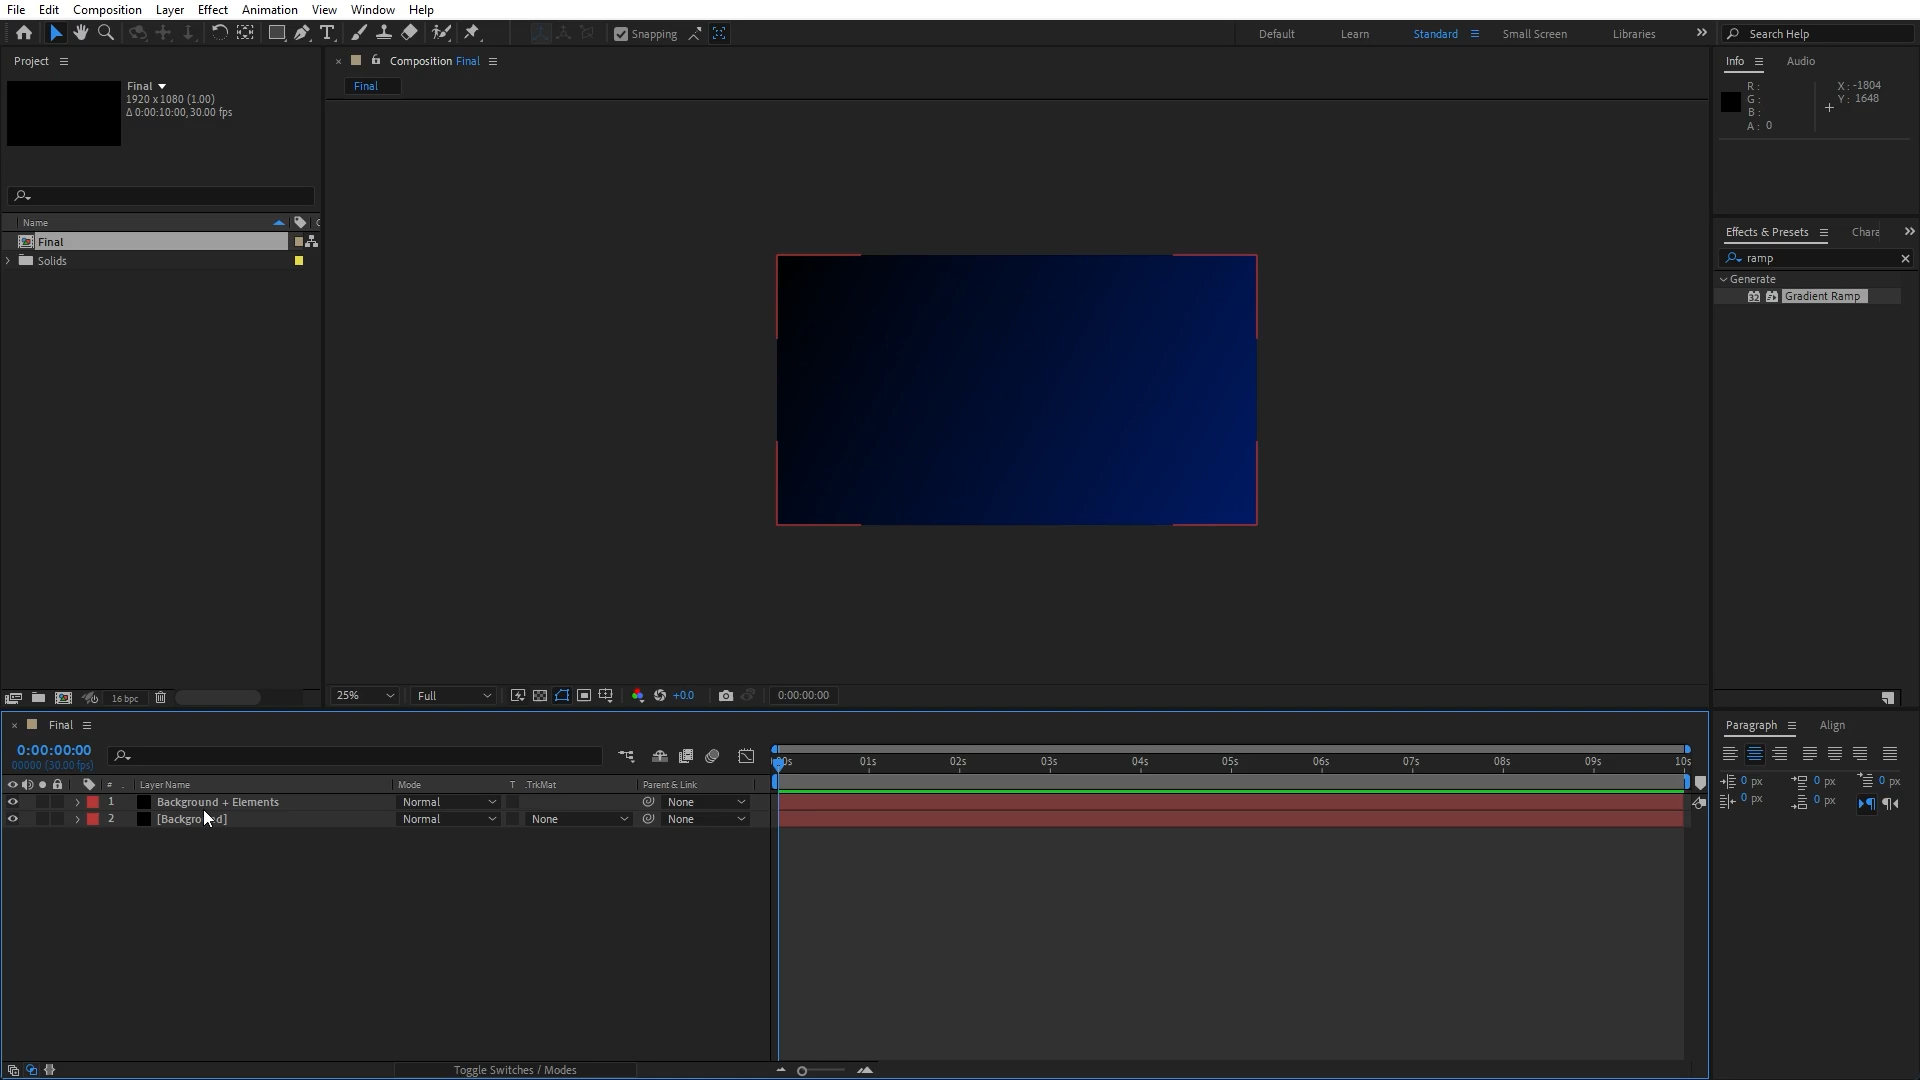 File Edit Composition Layer Effect Animation View Window Help
Snapping
Default Learn Standard Small Screen Libraries
Search Help
Project
Final
1920 x 1080 (1.00)
Δ 0:00:10:00, 30.00 fps
Name
Final
Solids
16 bpc
Composition Final
Final
25% Full +0.0 0:00:00:00
Info Audio
R :
G :
B :
A : 0
X : -1804
Y : 1648
Effects & Presets Chara
ramp
Generate
32 Gradient Ramp
Final
0:00:00:00
00000 (30.00 fps)
# . Layer Name Mode T .TrkMat Parent & Link
1 Background + Elements Normal None
2 Normal None None
00s 01s 02s 03s 04s 05s 06s 07s 08s 09s 10s
Toggle Switches / Modes
Paragraph Align
0 px 0 px 0 px
0 px 0 px